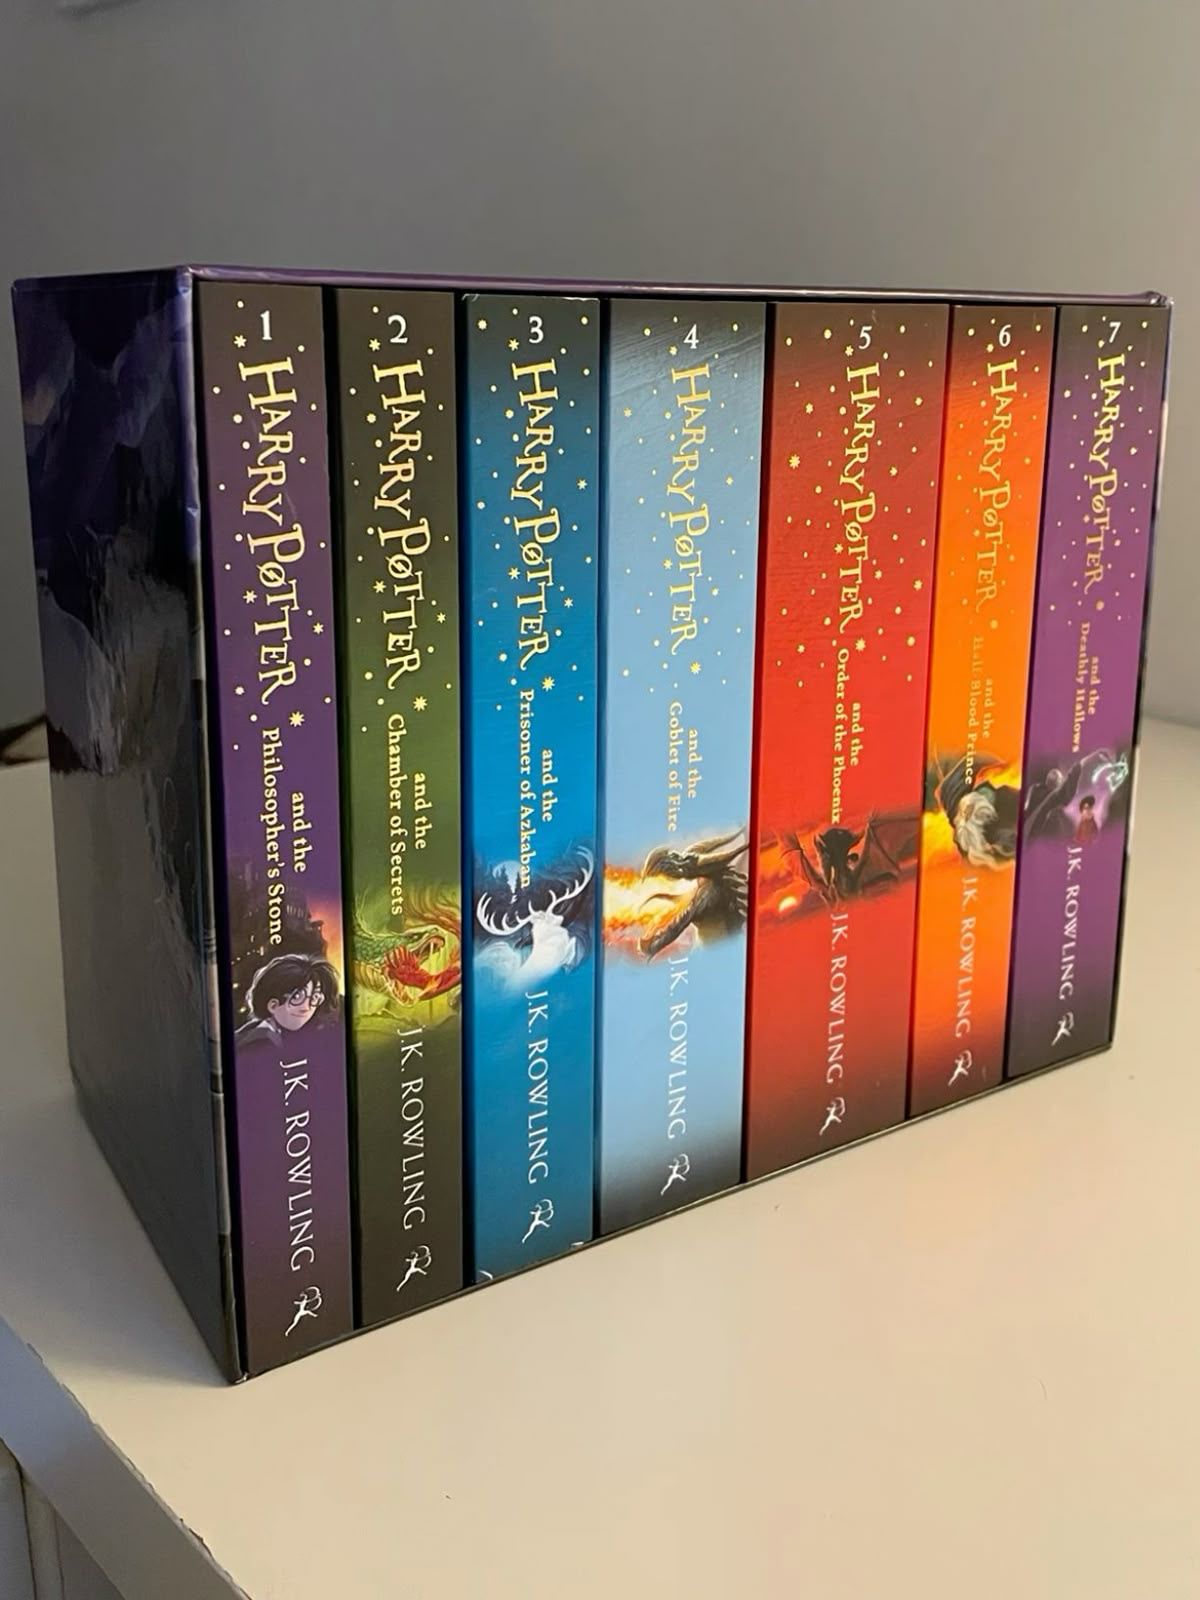 1
HARRY POTTER
and the
Philosopher's Stone
J.K. ROWLING
2
HARRY POTTER
and the
Chamber of Secrets
J.K. ROWLING
3
HARRY POTTER
and the
Prisoner of Azkaban
J.K. ROWLING
4
HARRY POTTER
and the
Goblet of Fire
J.K. ROWLING
5
HARRY POTTER
and the
Order of the Phoenix
J.K. ROWLING
6
HARRY POTTER
and the
Half-Blood Prince
J.K. ROWLING
7
HARRY POTTER
and the
Deathly Hallows
J.K. ROWLING